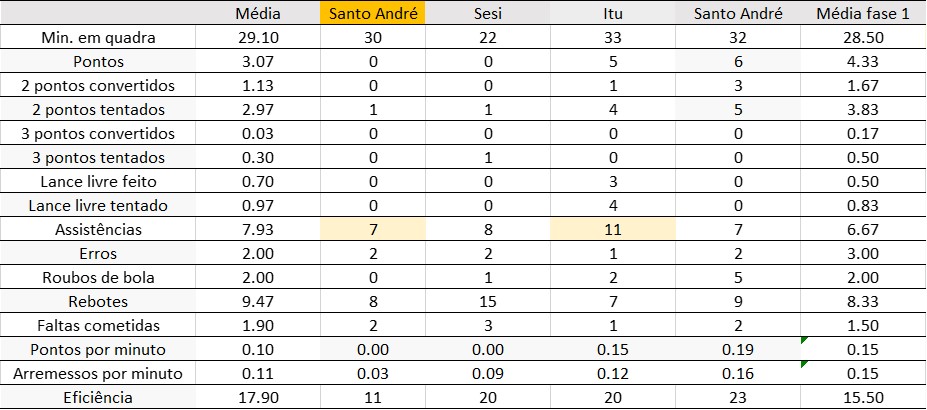 Média Santo André Sesi Itu Santo André Média fase 1
Min. em quadra 29.10 30 22 33 32 28.50
Pontos 3.07 0 0 5 6 4.33
2 pontos convertidos 1.13 0 0 1 3 1.67
2 pontos tentados 2.97 1 1 4 5 3.83
3 pontos convertidos 0.03 0 0 0 0 0.17
3 pontos tentados 0.30 0 1 0 0 0.50
Lance livre feito 0.70 0 0 3 0 0.50
Lance livre tentado 0.97 0 0 4 0 0.83
Assistências 7.93 7 8 11 7 6.67
Erros 2.00 2 2 1 2 3.00
Roubos de bola 2.00 0 1 2 5 2.00
Rebotes 9.47 8 15 7 9 8.33
Faltas cometidas 1.90 2 3 1 2 1.50
Pontos por minuto 0.10 0.00 0.00 0.15 0.19 0.15
Arremessos por minuto 0.11 0.03 0.09 0.12 0.16 0.15
Eficiência 17.90 11 20 20 23 15.50